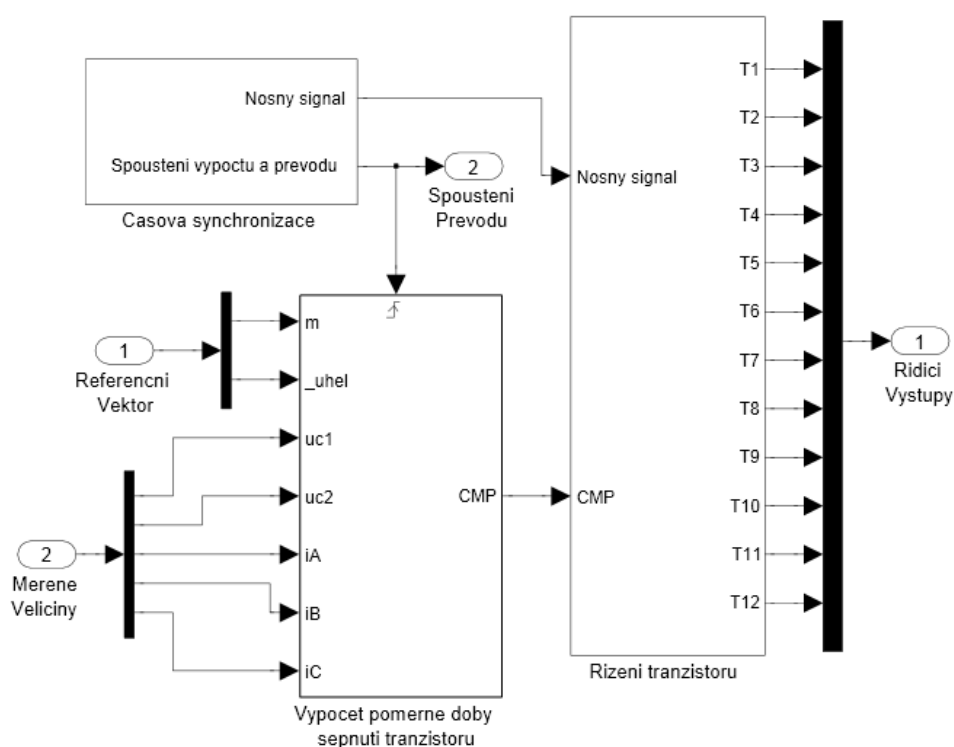 Nosny signal
Spousteni vypoctu a prevodu
Casova synchronizace
2
Spousteni
Prevodu
1
Referencni
Vektor
2
Merene
Veliciny
m
_uhel
uc1
uc2
iA
iB
iC
CMP
Vypocet pomerne doby
sepnuti tranzistoru
Nosny signal
CMP
T1
T2
T3
T4
T5
T6
T7
T8
T9
T10
T11
T12
Rizeni tranzistoru
1
Ridici
Vystupy